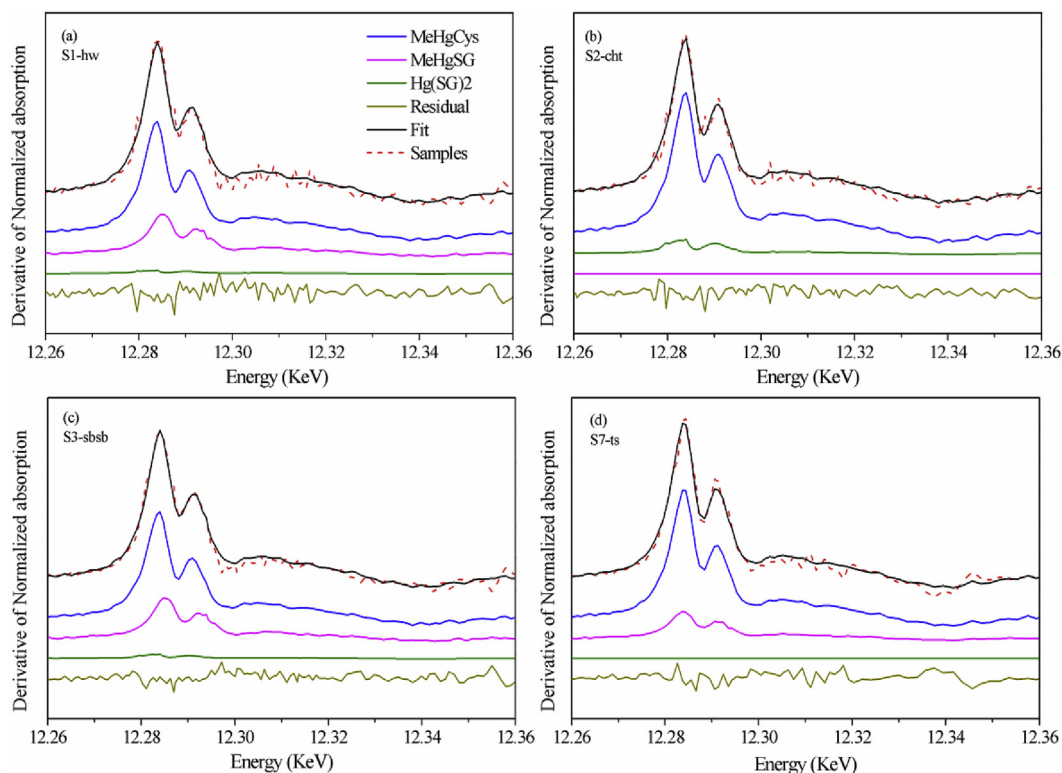 (a)
S1-hw
MeHgCys
MeHgSG
Hg(SG)2
Residual
Fit
Samples
Derivative of Normalized absorption
12.26 12.28 12.30 12.32 12.34 12.36
Energy (KeV)
(b)
S2-cht
Derivative of Normalized absorption
12.26 12.28 12.30 12.32 12.34 12.36
Energy (KeV)
(c)
S3-sbsb
Derivative of Normalized absorption
12.26 12.28 12.30 12.32 12.34 12.36
Energy (KeV)
(d)
S7-ts
Derivative of Normalized absorption
12.26 12.28 12.30 12.32 12.34 12.36
Energy (KeV)